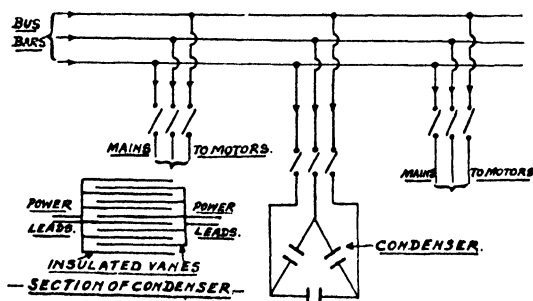 BUS
BARS
MAINS TO MOTORS.
MAINS TO MOTORS
POWER POWER
LEADS. LEADS.
CONDENSER.
INSULATED VANES
— SECTION OF CONDENSER —